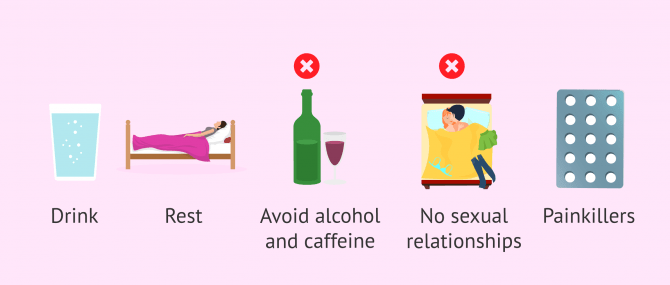 Drink
Rest
Avoid alcohol
and caffeine
No sexual
relationships
Painkillers